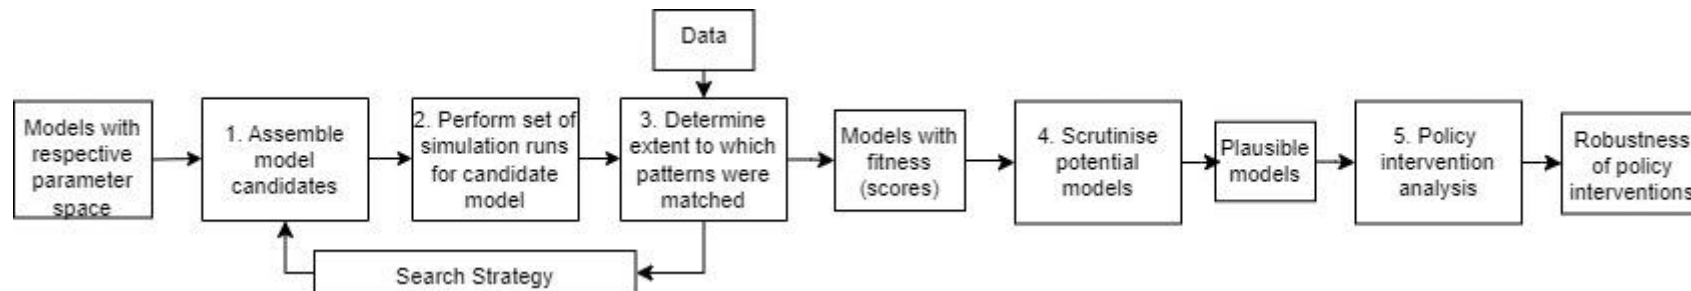 Data
Models with
respective
parameter
space
1. Assemble
model
candidates
2. Perform set of
simulation runs
for candidate
model
3. Determine
extent to which
patterns were
matched
Models with
fitness
(scores)
4. Scrutinise
potential
models
Plausible
models
5. Policy
intervention
analysis
Robustness
of policy
interventions
Search Strategy